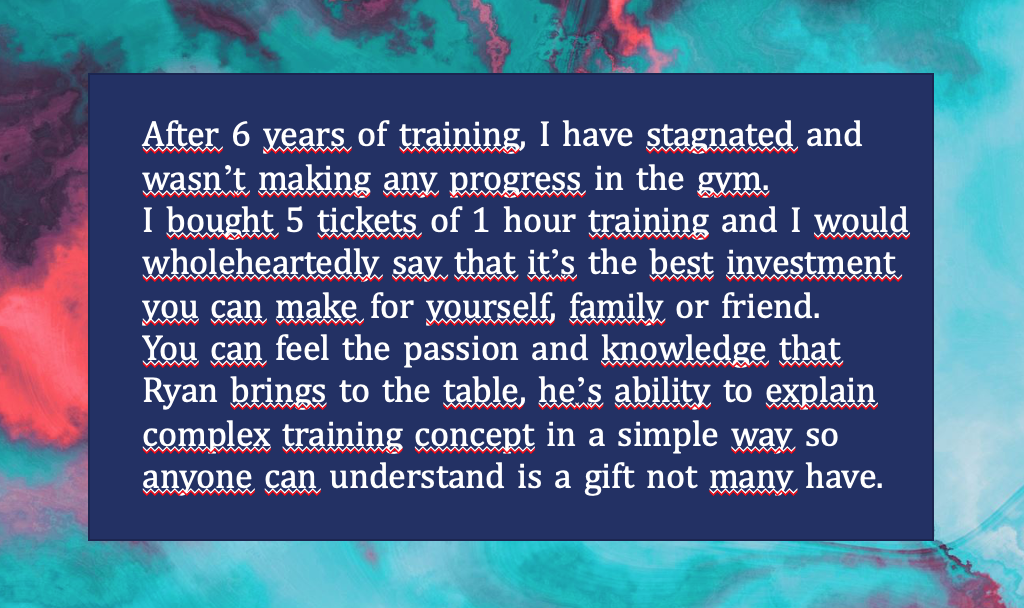 After 6 years of training, I have stagnated and
wasn’t making any progress in the gym.
I bought 5 tickets of 1 hour training and I would
wholeheartedly say that it’s the best investment
you can make for yourself, family or friend.
You can feel the passion and knowledge that
Ryan brings to the table, he’s ability to explain
complex training concept in a simple way so
anyone can understand is a gift not many have.